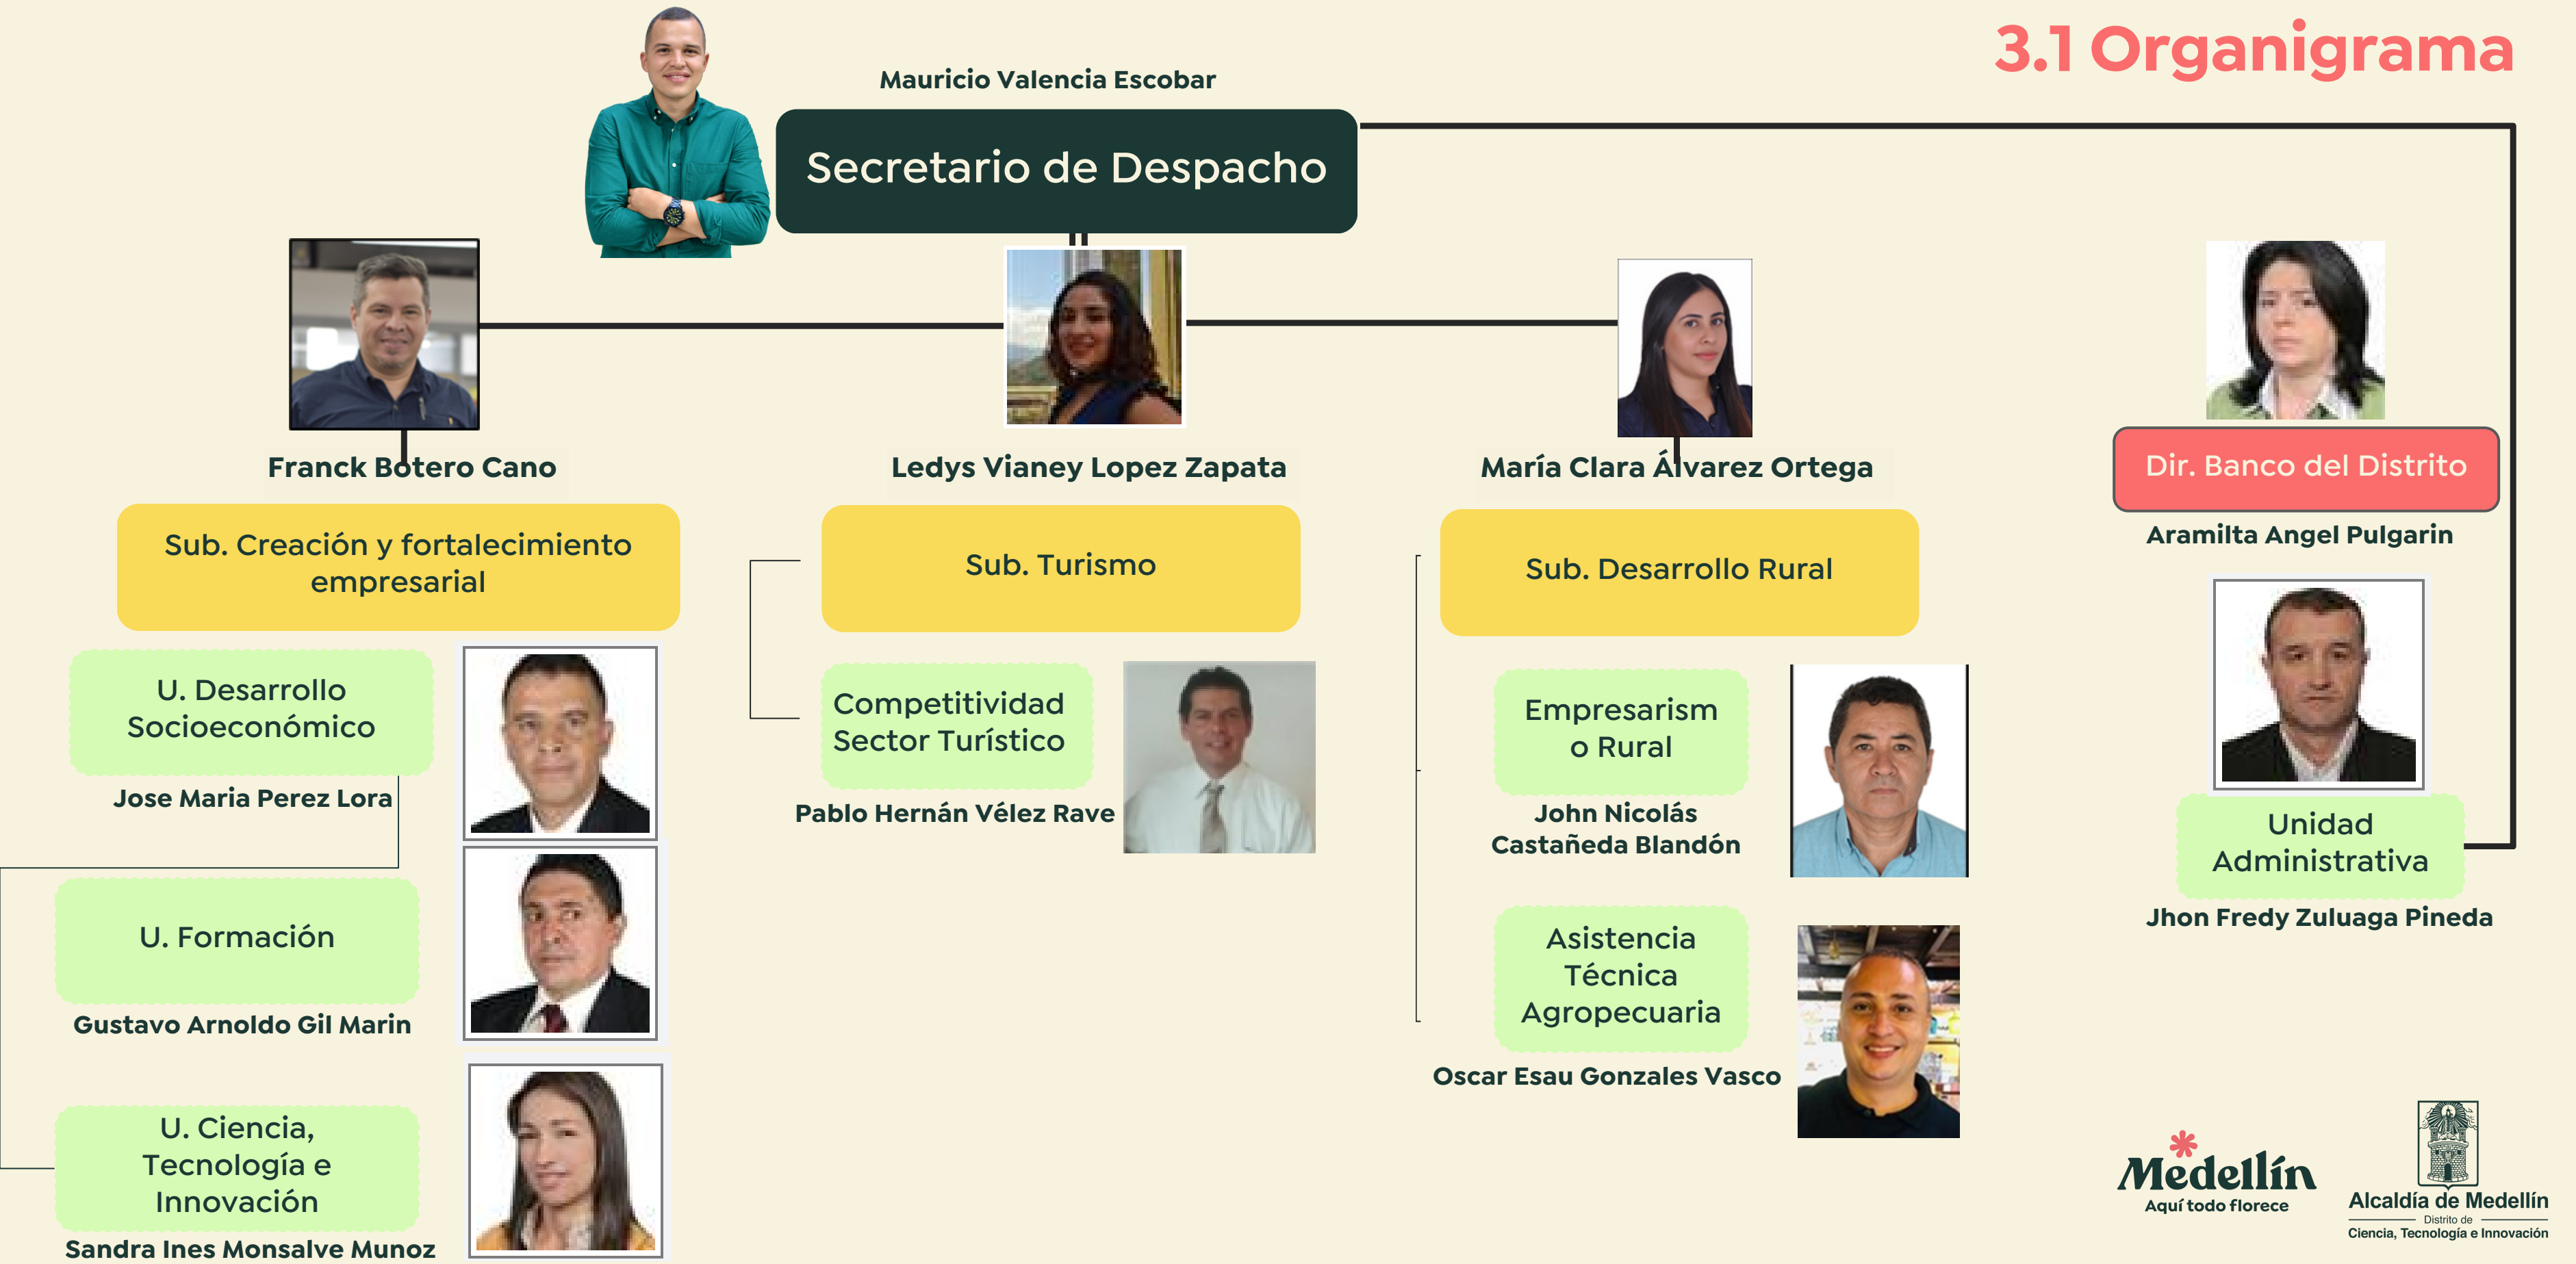 3.1 Organigrama
Mauricio Valencia Escobar
Secretario de Despacho
Franck Botero Cano
Sub. Creación y fortalecimiento
empresarial
U. Desarrollo
Socioeconómico
Jose Maria Perez Lora
U. Formación
Gustavo Arnoldo Gil Marin
U. Ciencia,
Tecnología e
Innovación
Sandra Ines Monsalve Munoz
Ledys Vianey Lopez Zapata
Sub. Turismo
Competitividad
Sector Turístico
Pablo Hernán Vélez Rave
María Clara Álvarez Ortega
Sub. Desarrollo Rural
Empresarism
o Rural
John Nicolás
Castañeda Blandón
Asistencia
Técnica
Agropecuaria
Oscar Esau Gonzales Vasco
Dir. Banco del Distrito
Aramilta Angel Pulgarin
Unidad
Administrativa
Jhon Fredy Zuluaga Pineda
Medellín
Aquí todo florece
Alcaldía de Medellín
Distrito de
Ciencia, Tecnología e Innovación